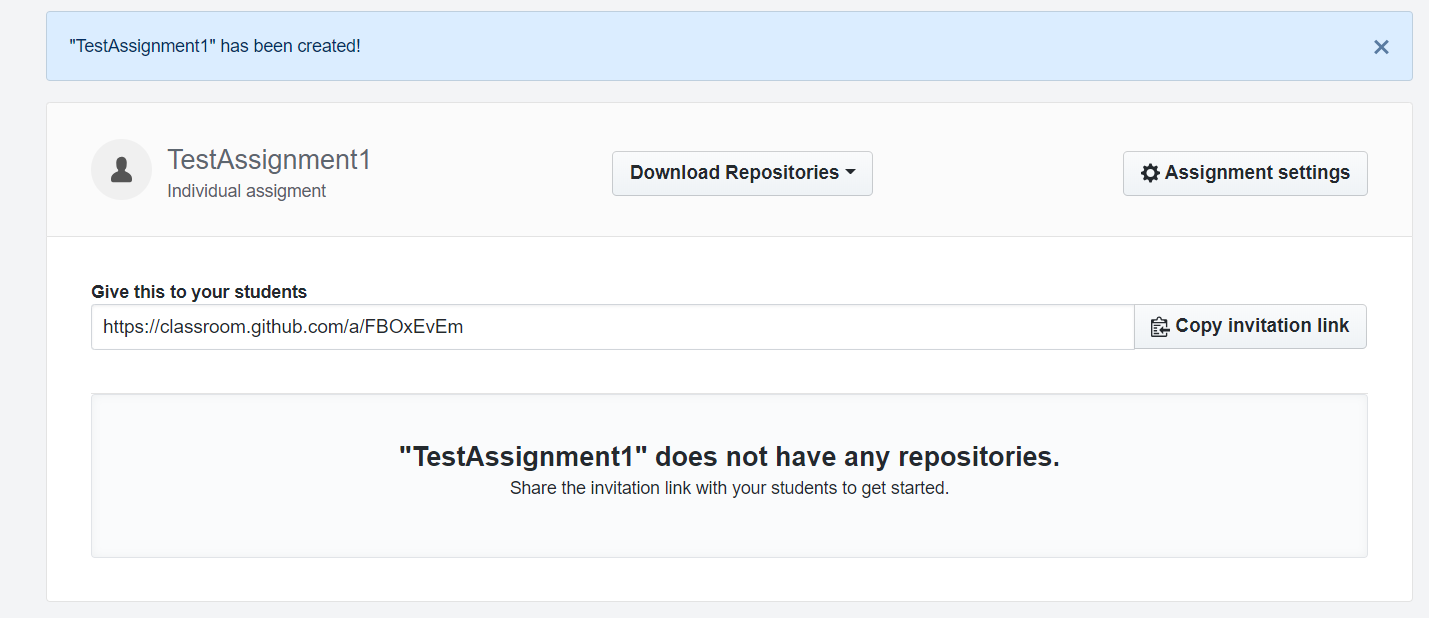 "TestAssignment1" has been created!
TestAssignment1
Individual assigment
Download Repositories
Assignment settings
Give this to your students
https://classroom.github.com/a/FBOxEvEm
Copy invitation link
"TestAssignment1" does not have any repositories.
Share the invitation link with your students to get started.